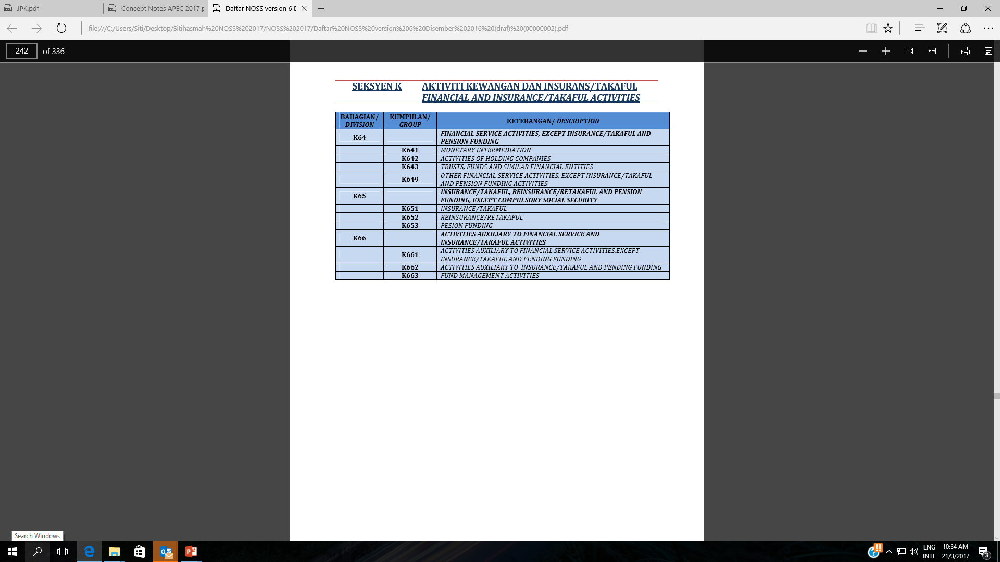 JPK.pdf
Concept Notes APEC 2017.p
Daftar NOSS version 6 D
file:///C:/Users/Siti/Desktop/Sitihasmah%20NOSS%202017/NOSS%202017/Daftar%20NOSS%20version%206%20Disember%202016%20(draf)%20(00000002).pdf
242 of 336
SEKSYEN K AKTIVITI KEWANGAN DAN INSURANS/TAKAFUL
FINANCIAL AND INSURANCE/TAKAFUL ACTIVITIES
BAHAGIAN/ DIVISION
KUMPULAN/ GROUP
KETERANGAN/ DESCRIPTION
K64 FINANCIAL SERVICE ACTIVITIES, EXCEPT INSURANCE/TAKAFUL AND
PENSION FUNDING
K641 MONETARY INTERMEDIATION
K642 ACTIVITIES OF HOLDING COMPANIES
K643 TRUSTS, FUNDS AND SIMILAR FINANCIAL ENTITIES
K649 OTHER FINANCIAL SERVICE ACTIVITIES, EXCEPT INSURANCE/TAKAFUL
AND PENSION FUNDING ACTIVITIES
K65 INSURANCE/TAKAFUL, REINSURANCE/RETAKAFUL AND PENSION
FUNDING, EXCEPT COMPULSORY SOCIAL SECURITY
K651 INSURANCE/TAKAFUL
K652 REINSURANCE/RETAKAFUL
K653 PESION FUNDING
K66 ACTIVITIES AUXILIARY TO FINANCIAL SERVICE AND
INSURANCE/TAKAFUL ACTIVITIES
K661 ACTIVITIES AUXILIARY TO FINANCIAL SERVICE ACTIVITIES,EXCEPT
INSURANCE/TAKAFUL AND PENDING FUNDING
K662 ACTIVITIES AUXILIARY TO INSURANCE/TAKAFUL AND PENDING FUNDING
K663 FUND MANAGEMENT ACTIVITIES
Search Windows
ENG
INTL
10:34 AM
21/3/2017
3